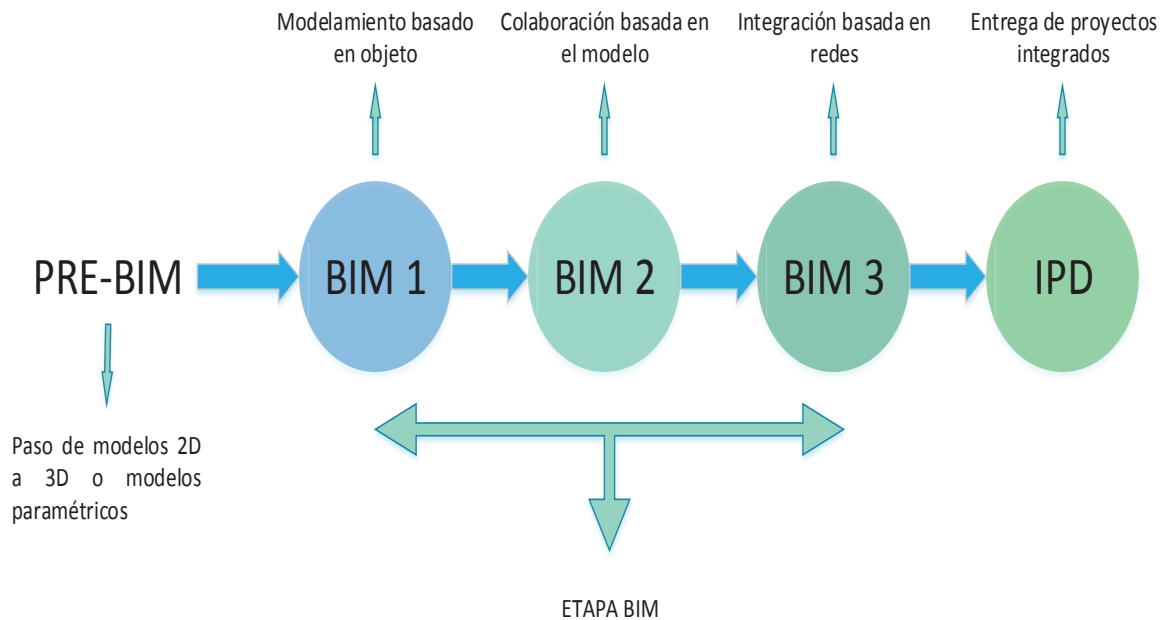 Modelamiento basado
en objeto
Colaboración basada en
el modelo
Integración basada en
redes
Entrega de proyectos
integrados
PRE-BIM
BIM 1
BIM 2
BIM 3
IPD
Paso de modelos 2D
a 3D o modelos
paramétricos
ETAPA BIM